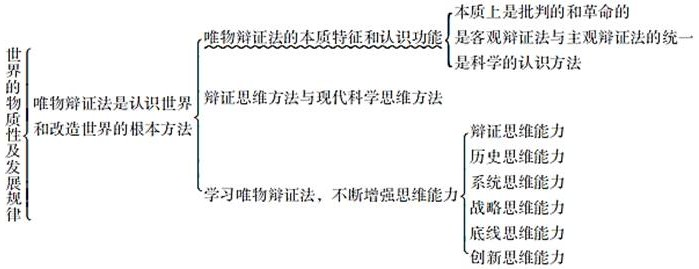 世界的物质性及发展规律
唯物辩证法是认识世界
和改造世界的根本方法
唯物辩证法的本质特征和认识功能
本质上是批判的和革命的
是客观辩证法与主观辩证法的统一
是科学的认识方法
辩证思维方法与现代科学思维方法
学习唯物辩证法，不断增强思维能力
辩证思维能力
历史思维能力
系统思维能力
战略思维能力
底线思维能力
创新思维能力